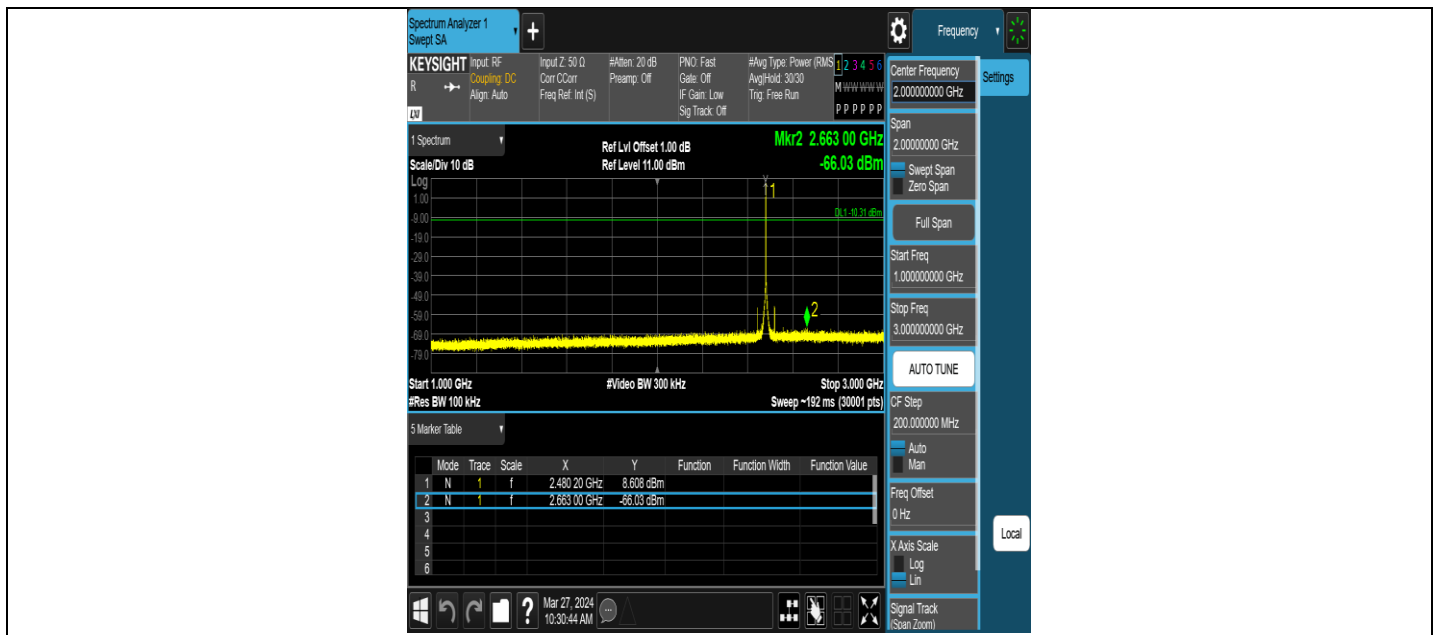 Spectrum Analyzer 1
Swept SA
+
Frequency
KEYSIGHT
R
LXI
Input: RF
Coupling: DC
Align: Auto
Input Z: 50 Ω
Corr CCorr
Freq Ref: Int (S)
#Atten: 20 dB
Preamp: Off
PNO: Fast
Gate: Off
IF Gain: Low
Sig Track: Off
#Avg Type: Power (RMS
Avg|Hold: 30/30
Trig: Free Run
1 2 3 4 5 6
M W W W W W
P P P P P P
1 Spectrum
Scale/Div 10 dB
Ref Lvl Offset 1.00 dB
Ref Level 11.00 dBm
Mkr2 2.663 00 GHz
-66.03 dBm
Log
1.00
-9.00
-19.0
-29.0
-39.0
-49.0
-59.0
-69.0
-79.0
1
DL1 -10.31 dBm
2
Start 1.000 GHz
#Video BW 300 kHz
Stop 3.000 GHz
#Res BW 100 kHz
Sweep ~192 ms (30001 pts)
5 Marker Table
Mode Trace Scale X Y Function Function Width Function Value
1 N 1 f 2.480 20 GHz 8.608 dBm
2 N 1 f 2.663 00 GHz -66.03 dBm
3
4
5
6
?
Mar 27, 2024
10:30:44 AM
Center Frequency
2.000000000 GHz
Settings
Span
2.00000000 GHz
Swept Span
Zero Span
Full Span
Start Freq
1.000000000 GHz
Stop Freq
3.000000000 GHz
AUTO TUNE
CF Step
200.000000 MHz
Auto
Man
Freq Offset
0 Hz
X Axis Scale
Log
Lin
Signal Track
(Span Zoom)
Local